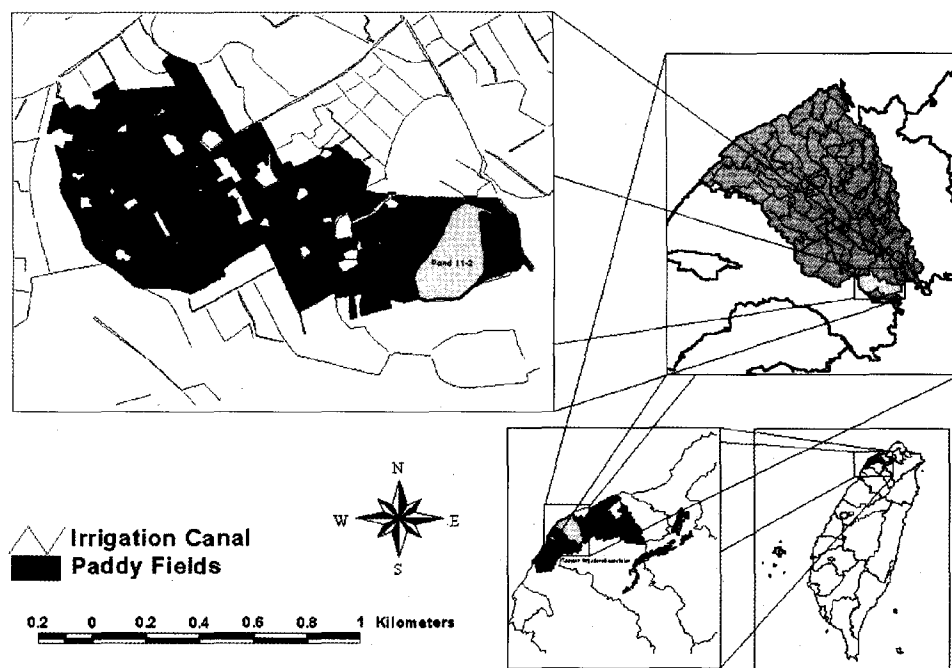 Pond 11-2
N
W E
S
Irrigation Canal
Paddy Fields
0.2 0 0.2 0.4 0.6 0.8 1 Kilometers